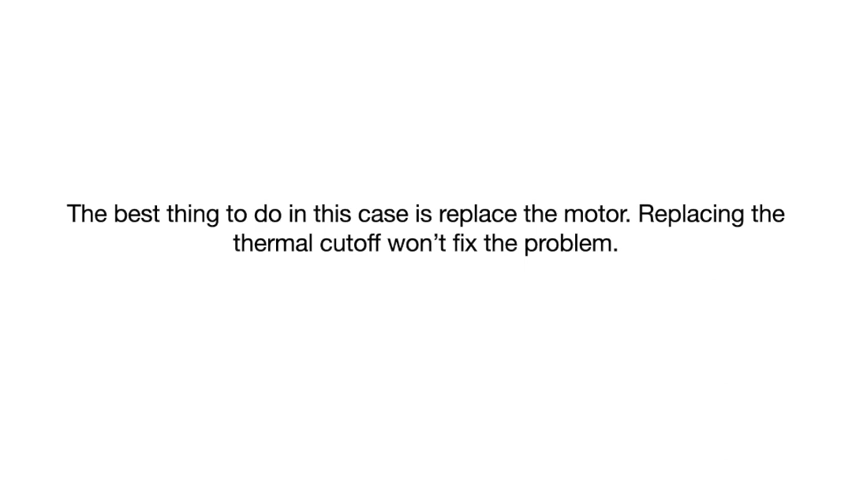 The best thing to do in this case is replace the motor. Replacing the
thermal cutoff won’t fix the problem.